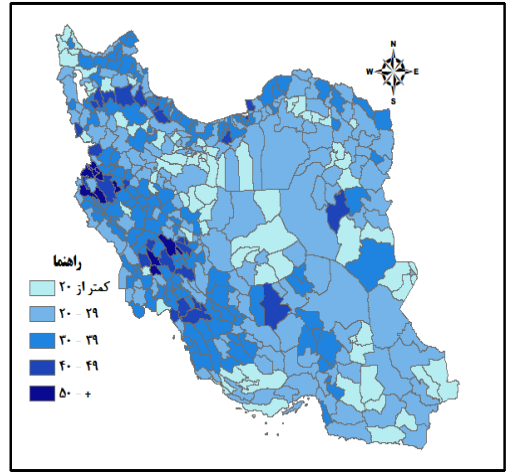 N
W E
S
راهنما
کمتر از ۲۰
۲۰ - ۲۹
۳۰ - ۳۹
۴۰ - ۴۹
۵۰ - +